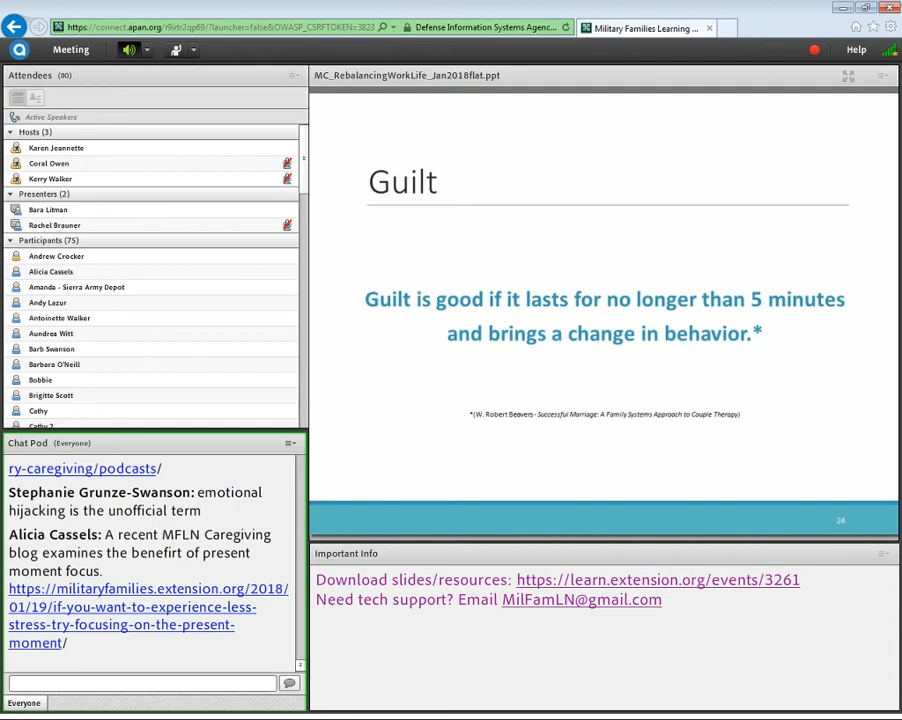 https://connect.apan.org/r9irtr2qp69/?launcher=false&OWASP_CSRFTOKEN=3823
Defense Information Systems Agenc...
Military Families Learning ...
Meeting
Help
Attendees (80)
MC_RebalancingWorkLife_Jan2018flat.ppt
Active Speakers
Hosts (3)
Karen Jeannette
Coral Owen
Kerry Walker
Presenters (2)
Bara Litman
Rachel Brauner
Participants (75)
Andrew Crocker
Alicia Cassels
Amanda - Sierra Army Depot
Andy Lazur
Antoinette Walker
Aundrea Witt
Barb Swanson
Barbara O'Neill
Bobbie
Brigitte Scott
Cathy
Cathy 2
Guilt
Guilt is good if it lasts for no longer than 5 minutes
and brings a change in behavior.*
*(W. Robert Beavers - Successful Marriage: A Family Systems Approach to Couple Therapy)
24
Chat Pod (Everyone)
ry-caregiving/podcasts/
Stephanie Grunze-Swanson: emotional
hijacking is the unofficial term
Alicia Cassels: A recent MFLN Caregiving
blog examines the benefirt of present
moment focus.
https://militaryfamilies.extension.org/2018/
01/19/if-you-want-to-experience-less-
stress-try-focusing-on-the-present-
moment/
Everyone
Important Info
Download slides/resources: https://learn.extension.org/events/3261
Need tech support? Email MilFamLN@gmail.com